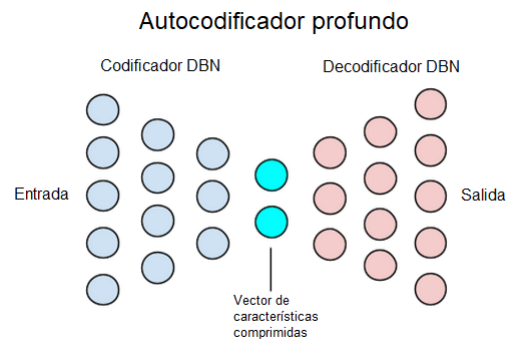 Autocodificador profundo
Codificador DBN
Decodificador DBN
Entrada
Salida
Vector de
características
comprimidas